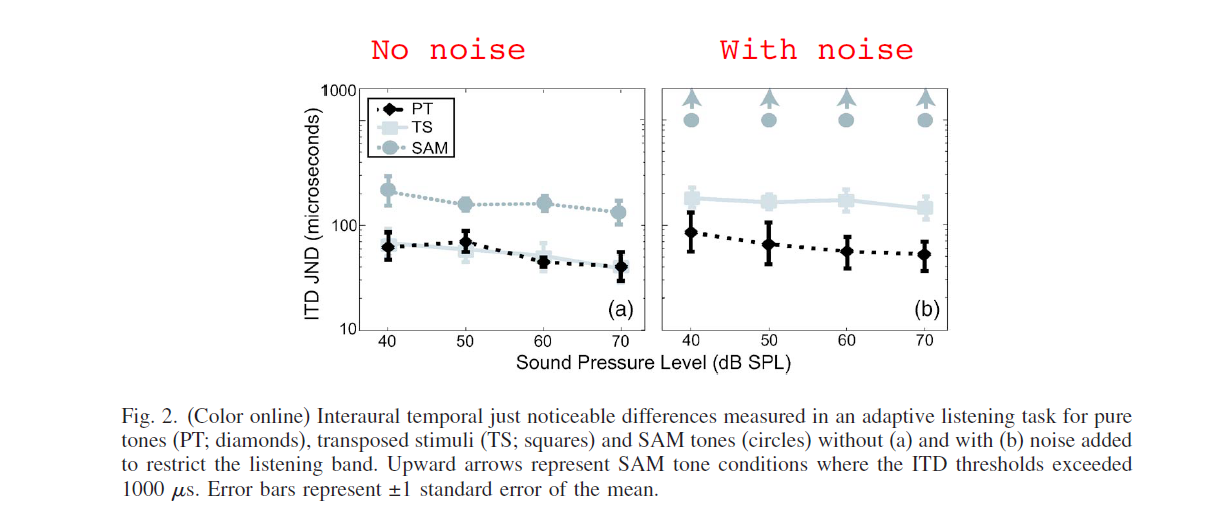 No noise
With noise
1000
100
10
ITD JND (microseconds)
PT
TS
SAM
(a)
(b)
40 50 60 70
40 50 60 70
Sound Pressure Level (dB SPL)
Fig. 2. (Color online) Interaural temporal just noticeable differences measured in an adaptive listening task for pure
tones (PT; diamonds), transposed stimuli (TS; squares) and SAM tones (circles) without (a) and with (b) noise added
to restrict the listening band. Upward arrows represent SAM tone conditions where the ITD thresholds exceeded
1000 μs. Error bars represent ±1 standard error of the mean.